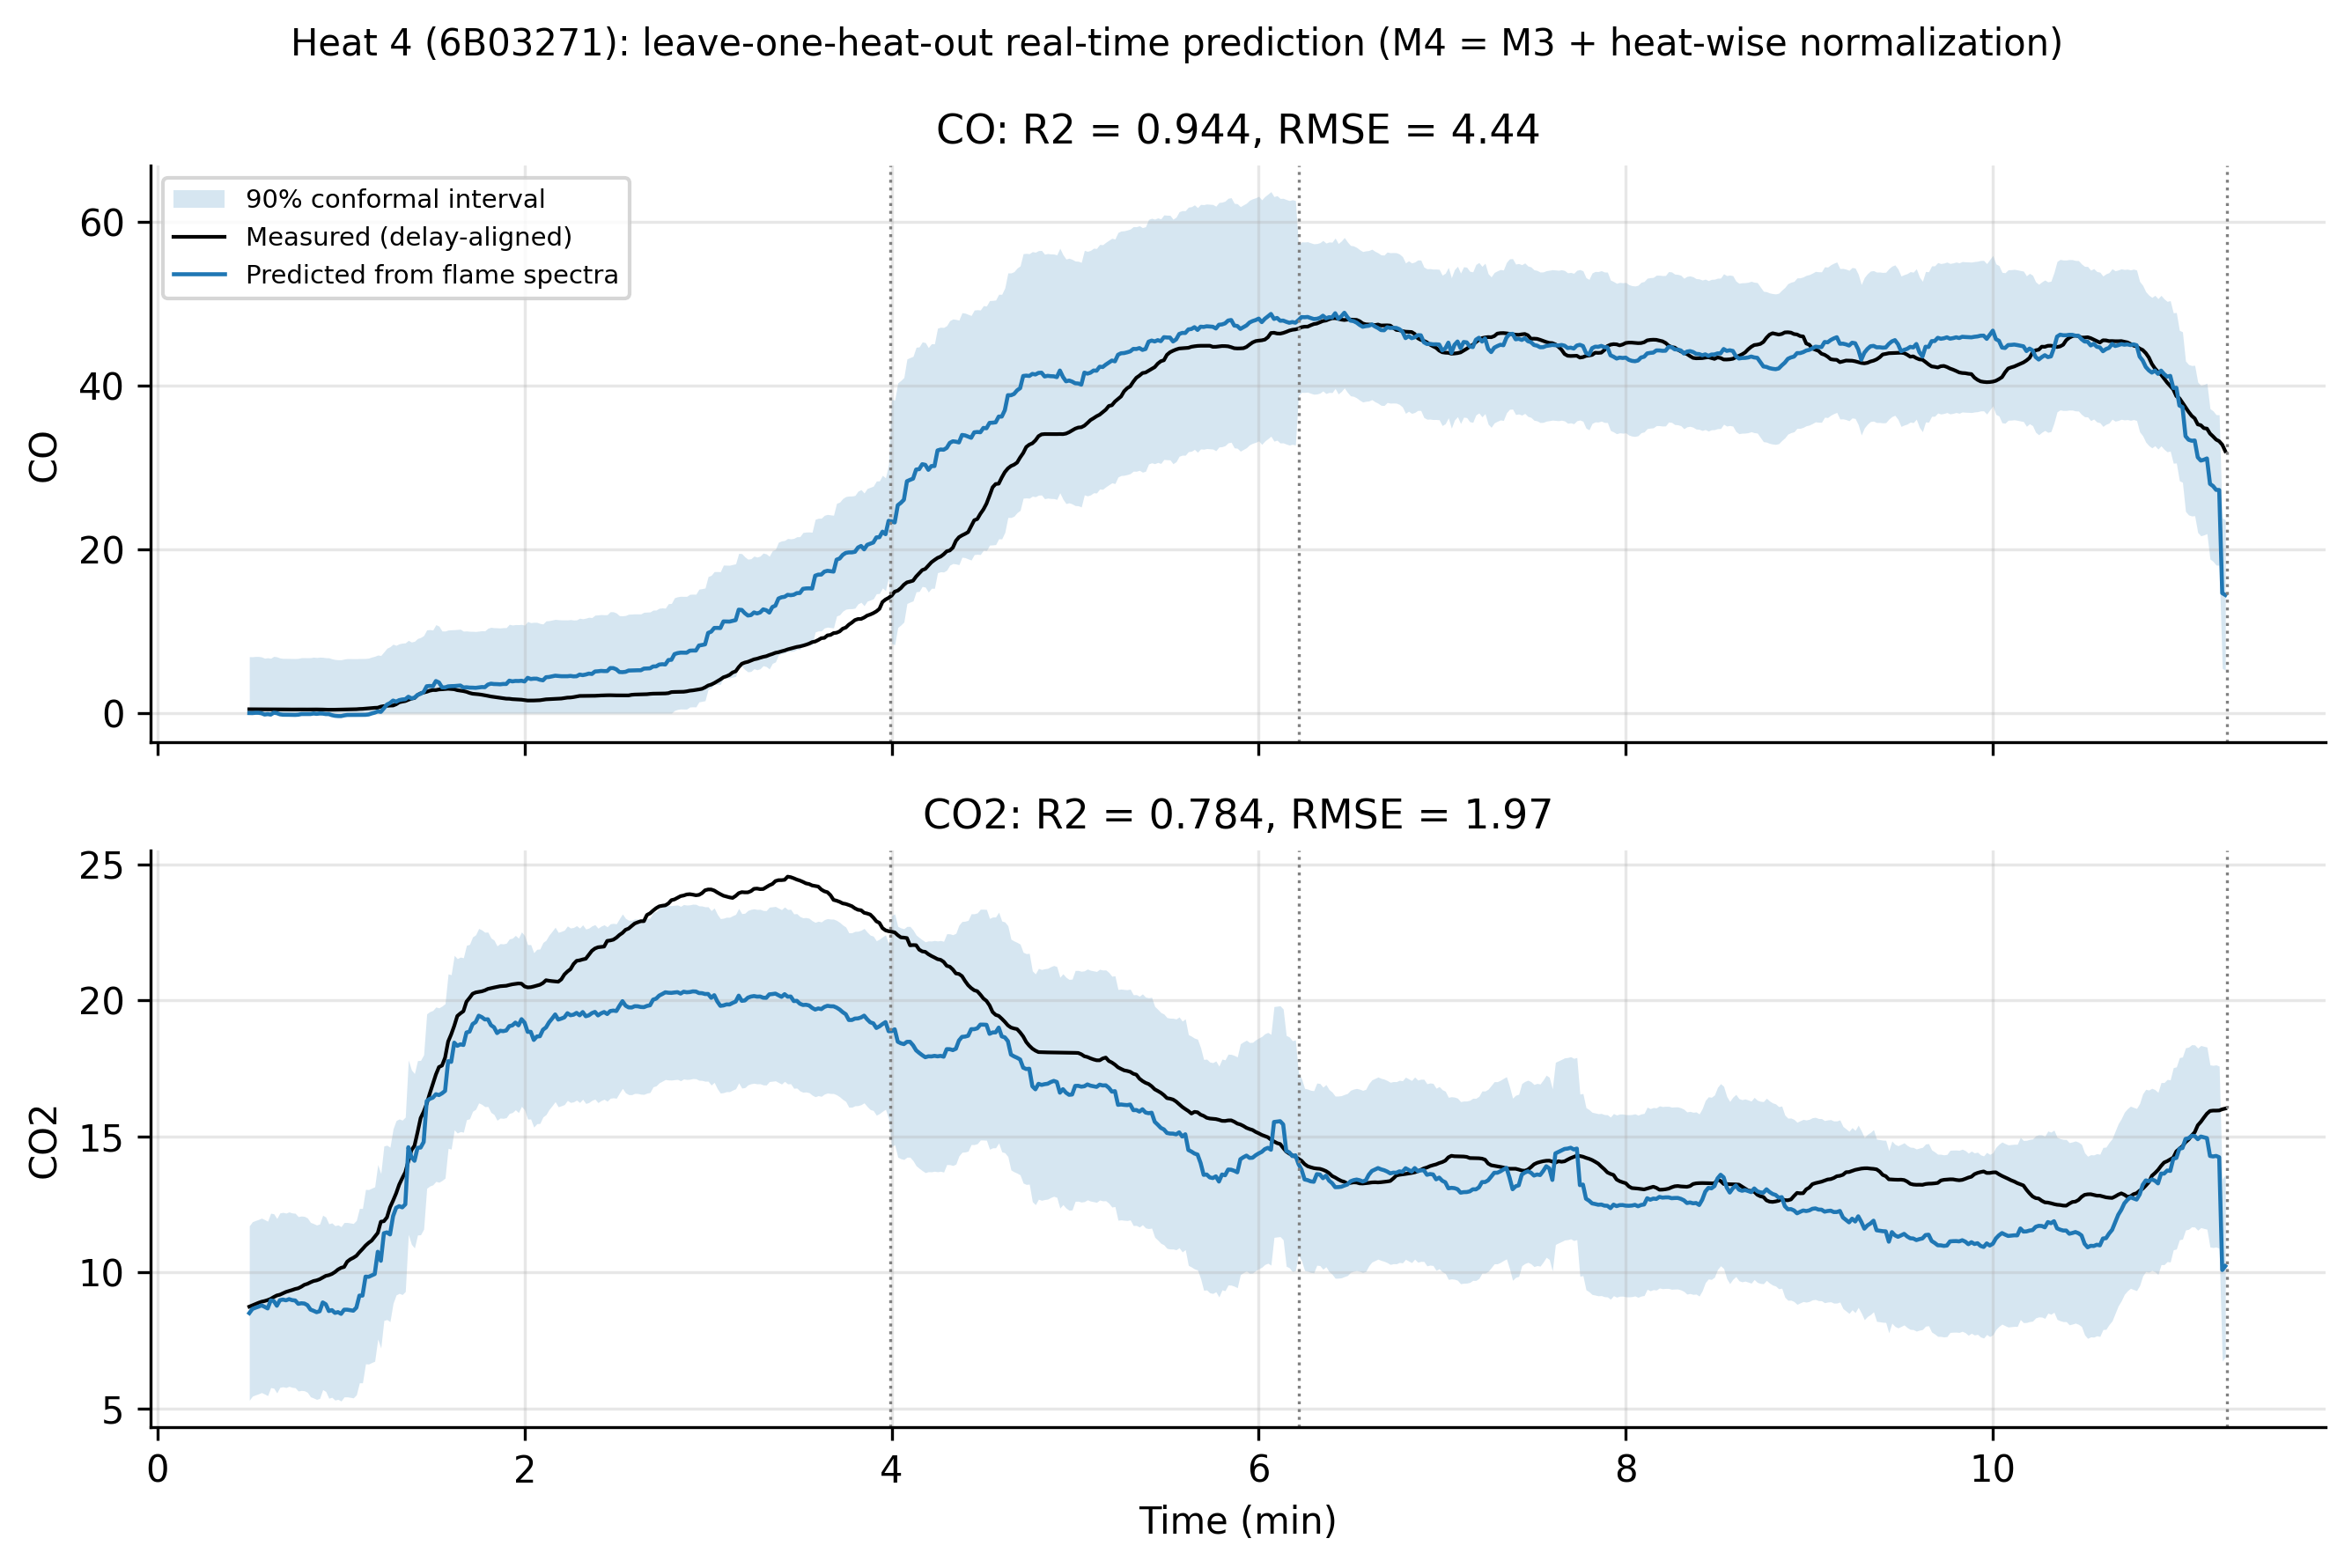 Heat 4 (6B03271): leave-one-heat-out real-time prediction (M4 = M3 + heat-wise normalization)
CO: R2 = 0.944, RMSE = 4.44
90% conformal interval
Measured (delay-aligned)
Predicted from flame spectra
60
40
20
0
CO
CO2: R2 = 0.784, RMSE = 1.97
25
20
15
10
5
CO2
0 2 4 6 8 10
Time (min)